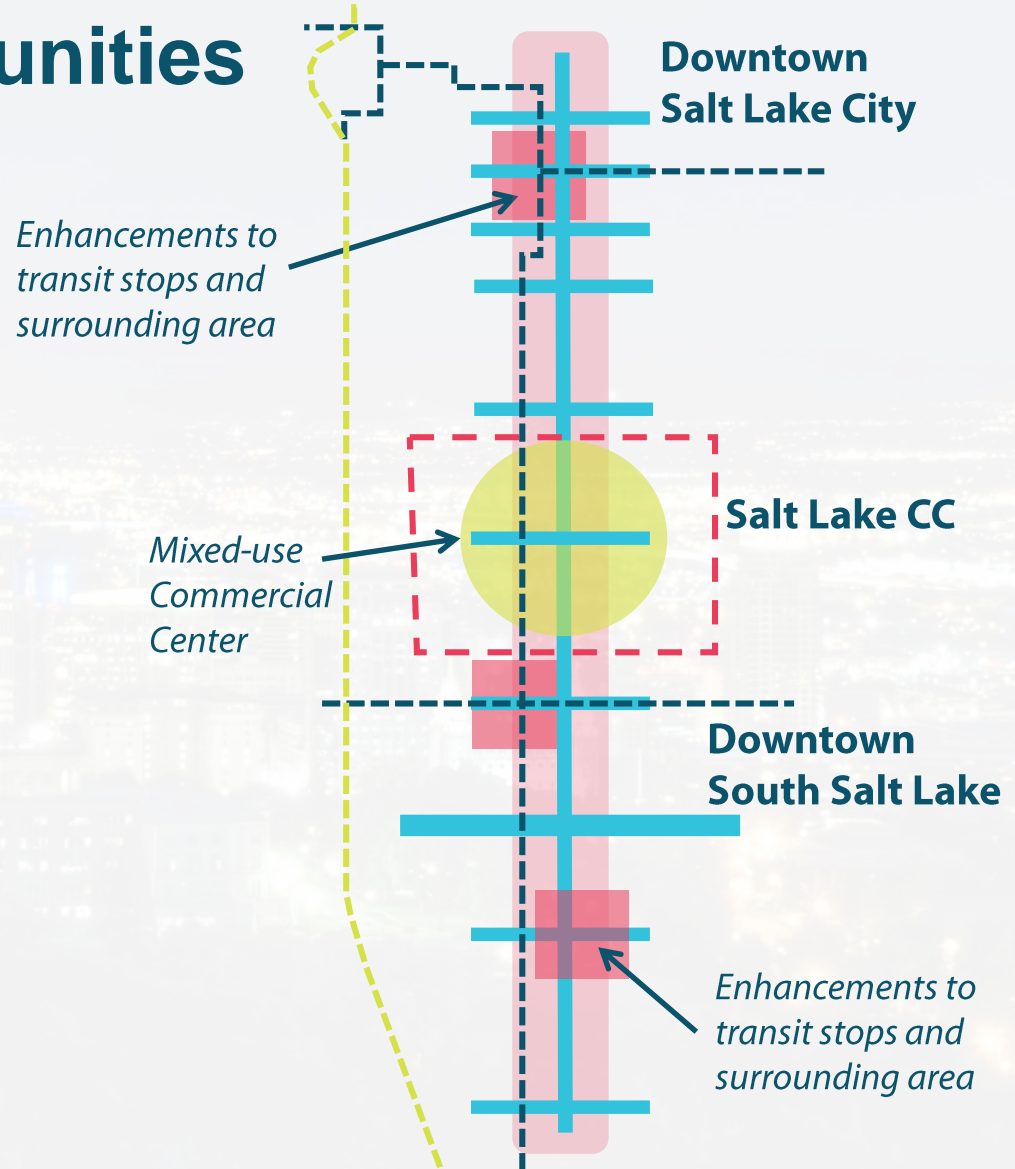 unities
Downtown
Salt Lake City
Enhancements to
transit stops and
surrounding area
Salt Lake CC
Mixed-use
Commercial
Center
Downtown
South Salt Lake
Enhancements to
transit stops and
surrounding area